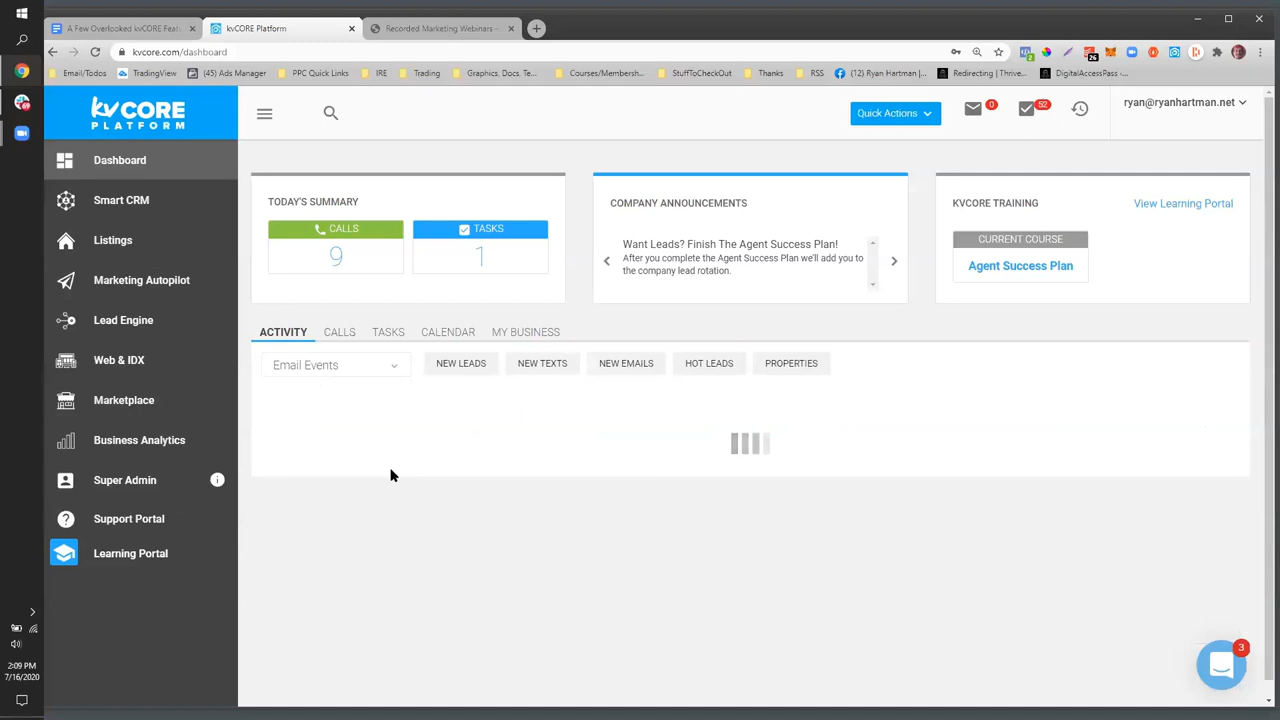 A Few Overlooked kvCORE Feat
kvCORE Platform
Recorded Marketing Webinars –
kvcore.com/dashboard
2
26
Email/Todos
TradingView
(45) Ads Manager
PPC Quick Links
IRE
Trading
Graphics, Docs, Te...
Courses/Membersh...
StuffToCheckOut
Thanks
RSS
(12) Ryan Hartman |...
Redirecting | Thrive...
DigitalAccessPass -...
kvCORE
PLATFORM
Quick Actions
0
52
ryan@ryanhartman.net
Dashboard
Smart CRM
Listings
Marketing Autopilot
Lead Engine
Web & IDX
Marketplace
Business Analytics
Super Admin
Support Portal
Learning Portal
TODAY'S SUMMARY
CALLS
TASKS
9
1
COMPANY ANNOUNCEMENTS
Want Leads? Finish The Agent Success Plan!
After you complete the Agent Success Plan we'll add you to
the company lead rotation.
KVCORE TRAINING
View Learning Portal
CURRENT COURSE
Agent Success Plan
ACTIVITY
CALLS
TASKS
CALENDAR
MY BUSINESS
Email Events
NEW LEADS
NEW TEXTS
NEW EMAILS
HOT LEADS
PROPERTIES
3
2:09 PM
7/16/2020